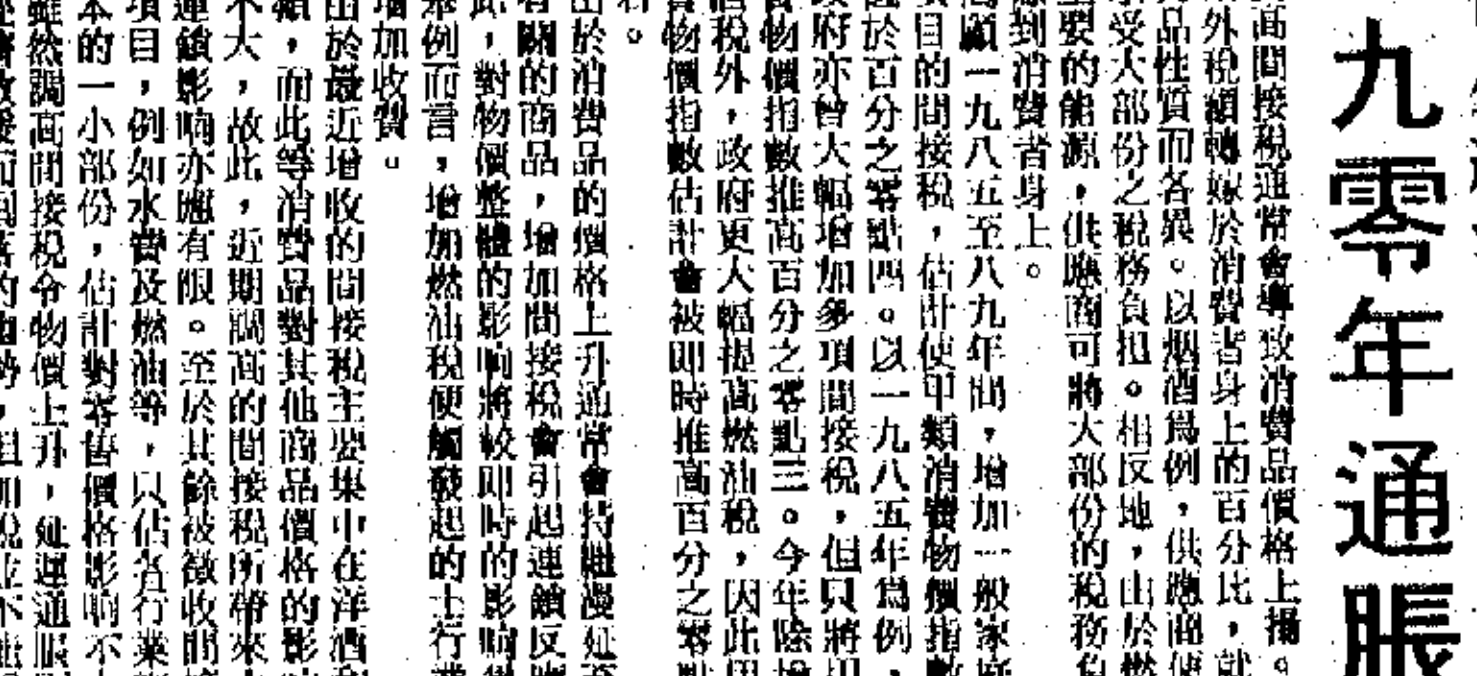 九零年通脹
高間接稅通常會導致消費品價格上揚。
外稅額轉嫁於消費者身上的百分比，就
品性質而各異。以烟酒爲例，供應商便
受大部份之稅務負担。相反地，由於燃
要的能源，供應商可將大部份的稅務負
到消費者身上。
顧一九八五至八九年間，增加一般家庭
目的間接稅，估計使甲類消費物價指數
於百分之零點四。以一九八五年爲例，
府亦曾大幅增加多項間接稅，但只將甲
物價指數推高百分之零點三。今年除增
稅外，政府更大幅提高燃油稅，因此
物價指數估計會被即時推高百分之零點
於消費品的價格上升通常會持續漫延至
有關的商品，增加間接稅會引起連鎖反應
此，對物價整體的影响將較即時的影响
舉例而言，增加燃油稅便觸發起的士行業
增加收費。
由於最近增收的間接稅主要集中在洋酒
類，而此等消費品對其他商品價格的影
不大，故此，近期調高的間接稅所帶來
連鎖影响亦應有限。至於其餘被徵收間
項目，例如水費及燃油等，只佔各行業
本的一小部份，估計對零售價格影响不
雖然調高間接稅令物價上升，延遲通脹